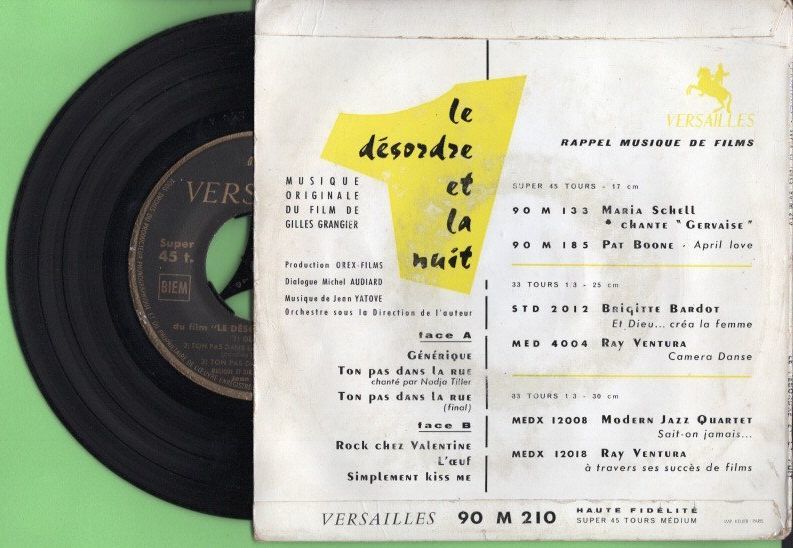 VERS
Super
45 t.
BIEM
du film "LE DÉSO
le
désordre
et
la
nuit
MUSIQUE
ORIGINALE
DU FILM DE
GILLES GRANGIER
Production OREX-FILMS
Dialogue Michel AUDIARD
Musique de Jean YATOVE
Orchestre sous la Direction de l'auteur
face A
GÉNÉRIQUE
TON PAS DANS LA RUE
chanté par Nadja Tiller
TON PAS DANS LA RUE
(final)
face B
ROCK CHEZ VALENTINE
L'ŒUF
SIMPLEMENT KISS ME
VERSAILLES
RAPPEL MUSIQUE DE FILMS
SUPER 45 TOURS - 17 cm
90 M 133 MARIA SCHELL
* CHANTE "GERVAISE"
90 M 185 PAT BOONE - April love
33 TOURS 1/3 - 25 cm
STD 2012 BRIGITTE BARDOT
Et Dieu... créa la femme
MED 4004 RAY VENTURA
Camera Danse
33 TOURS 1/3 - 30 cm
MEDX 12008 MODERN JAZZ QUARTET
Sait-on jamais...
MEDX 12018 RAY VENTURA
à travers ses succès de films
VERSAILLES 90 M 210 HAUTE FIDÉLITÉ
SUPER 45 TOURS MÉDIUM